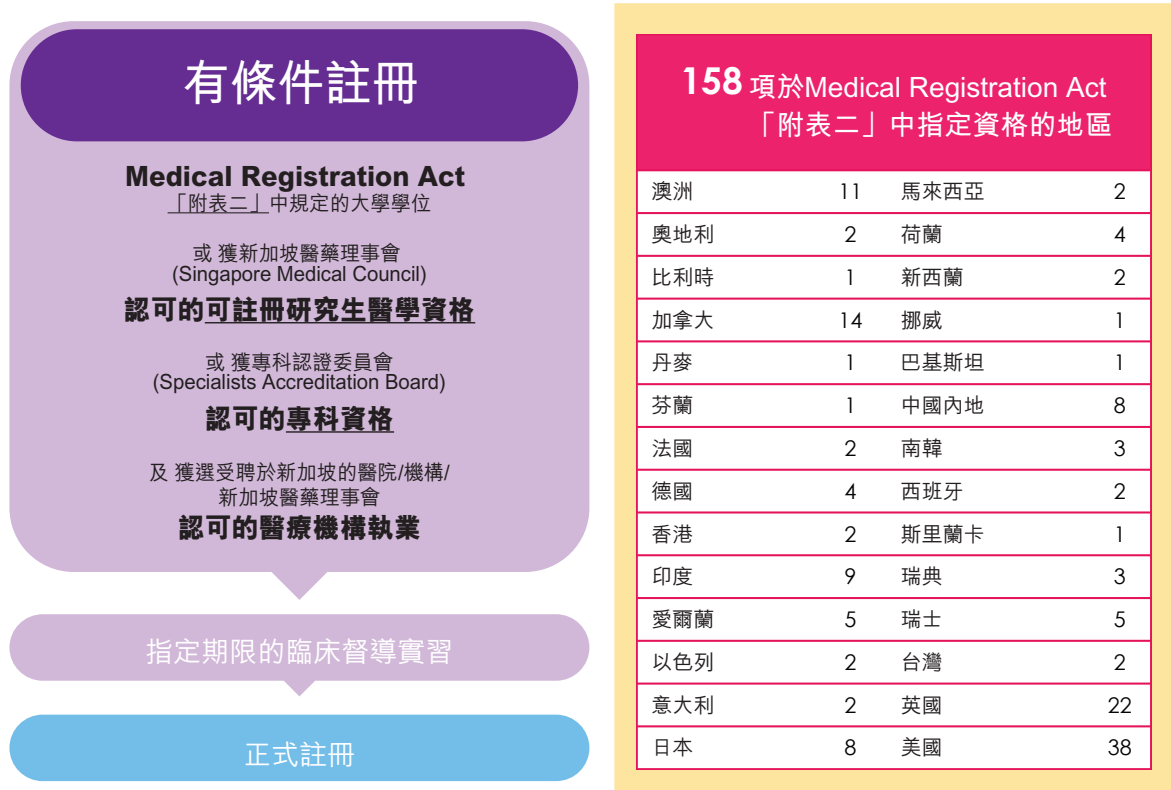 有條件註冊
Medical Registration Act
「附表二」中規定的大學學位
或 獲新加坡醫藥理事會
(Singapore Medical Council)
認可的可註冊研究生醫學資格
或 獲專科認證委員會
(Specialists Accreditation Board)
認可的專科資格
及 獲選受聘於新加坡的醫院/機構/
新加坡醫藥理事會
認可的醫療機構執業
指定期限的臨床督導實習
正式註冊
158 項於Medical Registration Act
「附表二」中指定資格的地區
澳洲 11 馬來西亞 2
奧地利 2 荷蘭 4
比利時 1 新西蘭 2
加拿大 14 挪威 1
丹麥 1 巴基斯坦 1
芬蘭 1 中國內地 8
法國 2 南韓 3
德國 4 西班牙 2
香港 2 斯里蘭卡 1
印度 9 瑞典 3
愛爾蘭 5 瑞士 5
以色列 2 台灣 2
意大利 2 英國 22
日本 8 美國 38